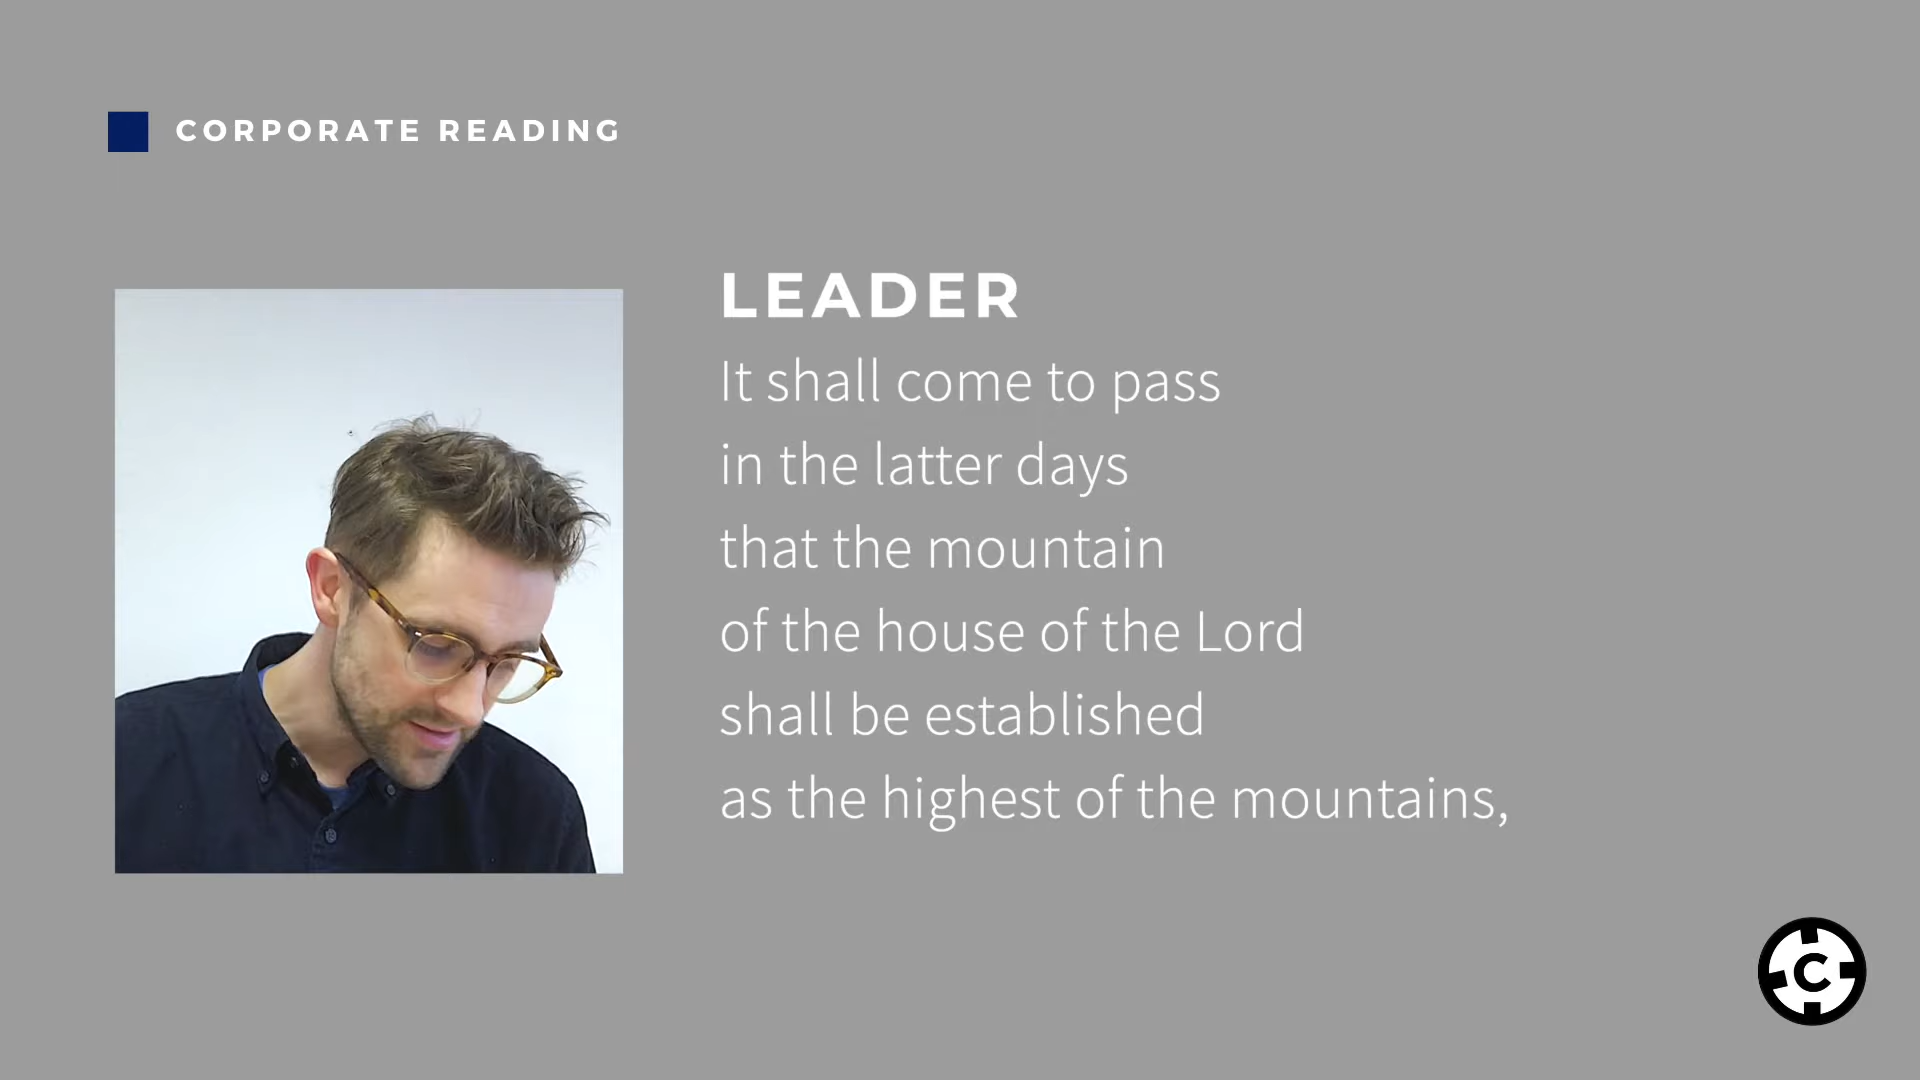 CORPORATE READING
LEADER
It shall come to pass
in the latter days
that the mountain
of the house of the Lord
shall be established
as the highest of the mountains,
C